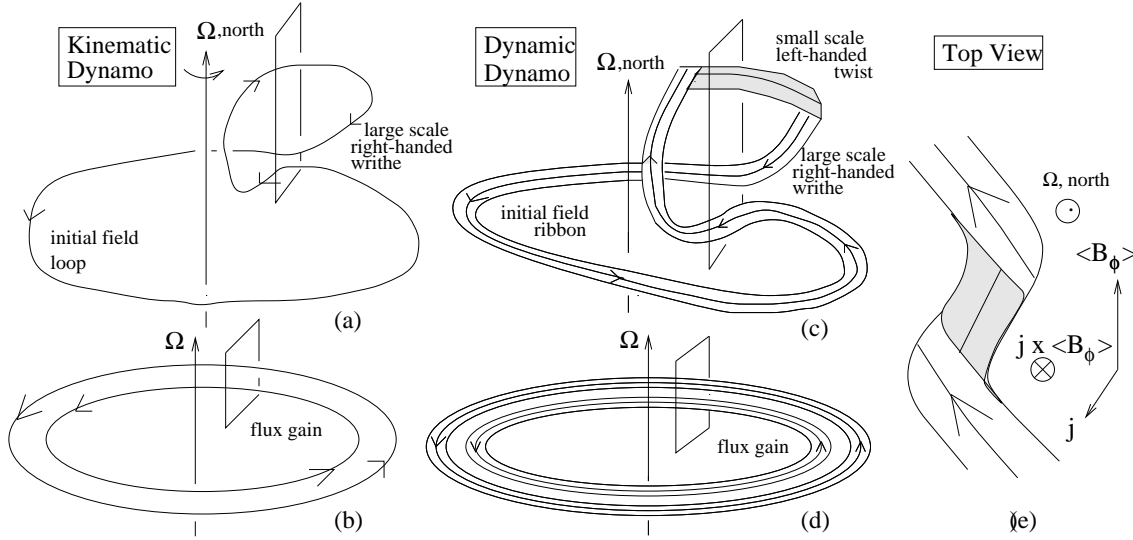 Kinematic
Dynamo
Ω,north
large scale
right-handed
writhe
initial field
loop
(a)
Ω
flux gain
(b)
Dynamic
Dynamo
Ω,north
small scale
left-handed
twist
large scale
right-handed
writhe
initial field
ribbon
(c)
Ω
flux gain
(d)
Top View
Ω, north
<B_ϕ>
j x <B_ϕ>
j
(e)